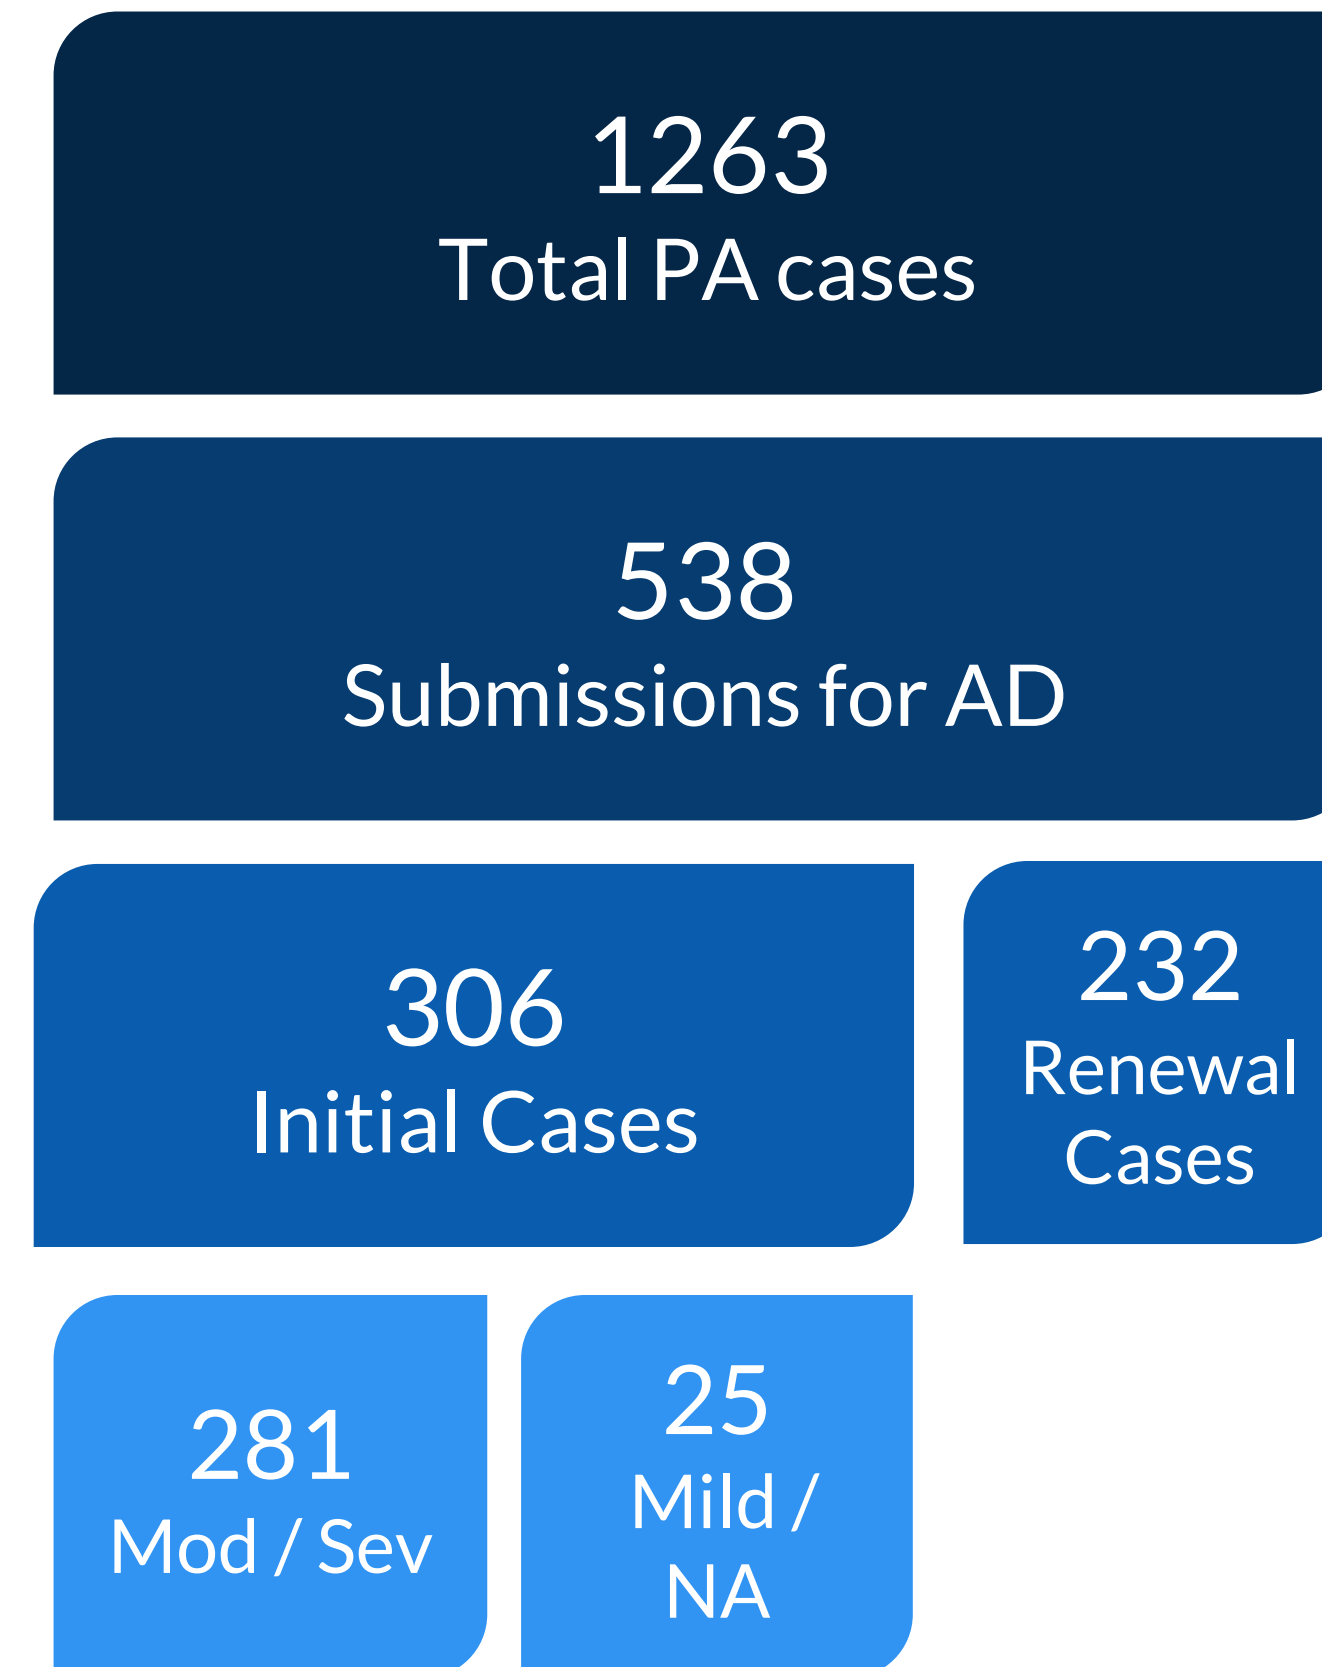 1263
Total PA cases
538
Submissions for AD
306
Initial Cases
232
Renewal
Cases
281
Mod / Sev
25
Mild /
NA